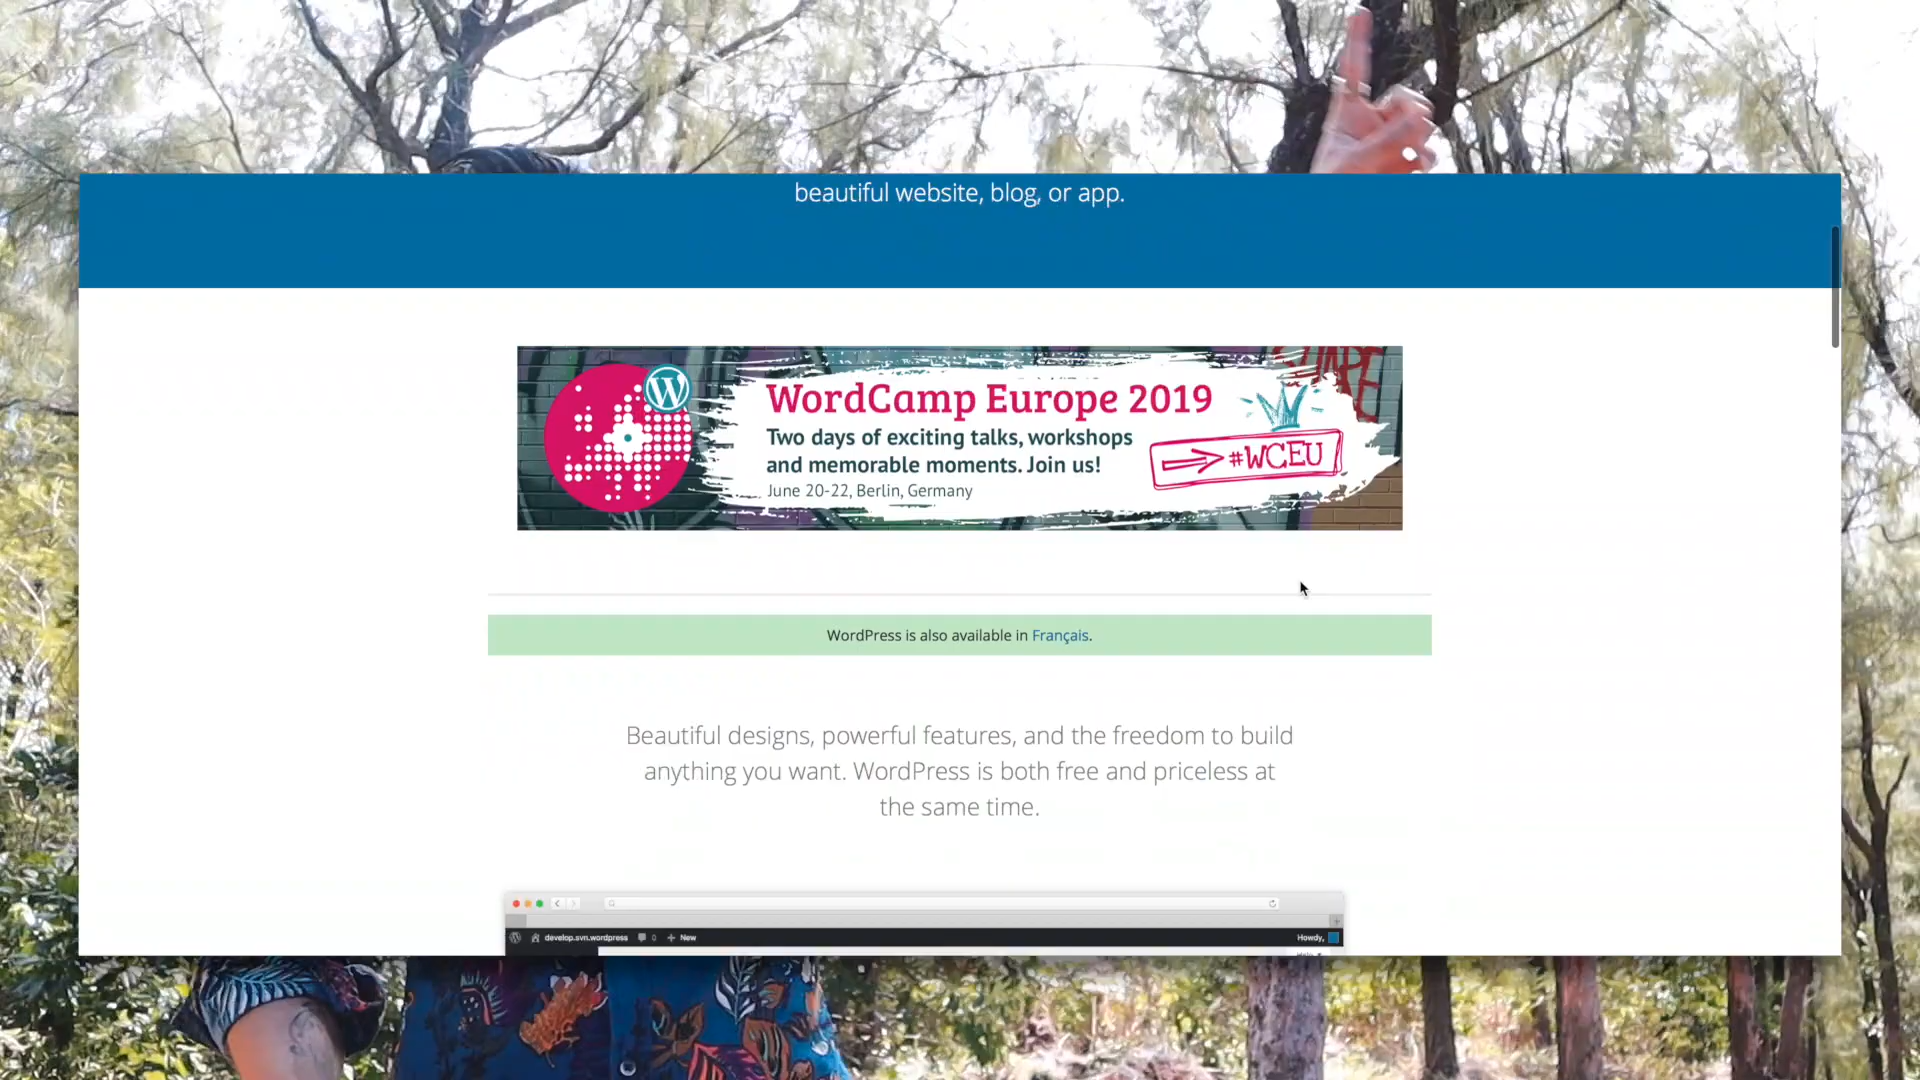 beautiful website, blog, or app.
SHAPE
WordCamp Europe 2019
Two days of exciting talks, workshops
and memorable moments. Join us!
#WCEU
June 20-22, Berlin, Germany
WordPress is also available in Français.
Beautiful designs, powerful features, and the freedom to build
anything you want. WordPress is both free and priceless at
the same time.
develop.svn.wordpress 0 + New Howdy,